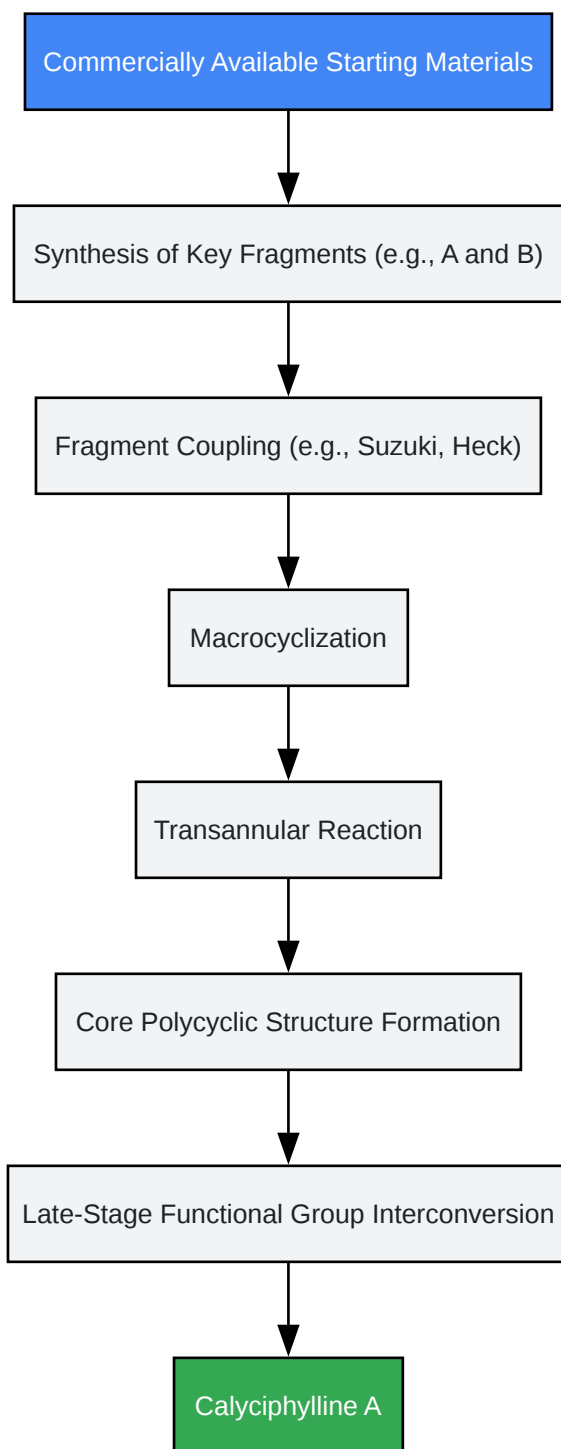 Commercially Available Starting Materials
Synthesis of Key Fragments (e.g., A and B)
Fragment Coupling (e.g., Suzuki, Heck)
Macrocyclization
Transannular Reaction
Core Polycyclic Structure Formation
Late-Stage Functional Group Interconversion
Calyciphylline A